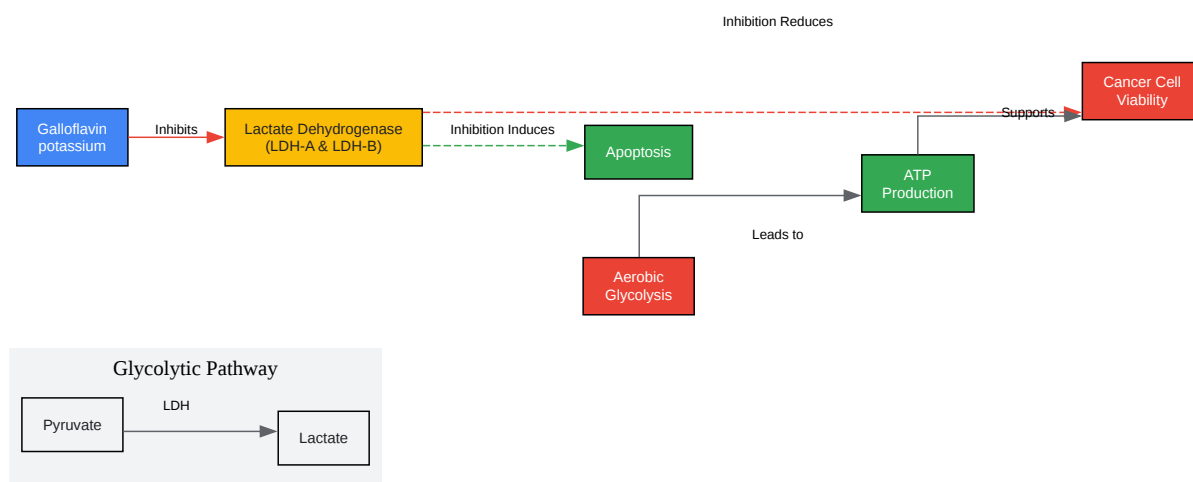 Inhibition Reduces
Cancer Cell
Viability
Supports
Galloflavin
potassium
Inhibits
Lactate Dehydrogenase
(LDH-A & LDH-B)
Inhibition Induces
Apoptosis
ATP
Production
Leads to
Aerobic
Glycolysis
Glycolytic Pathway
Pyruvate
LDH
Lactate